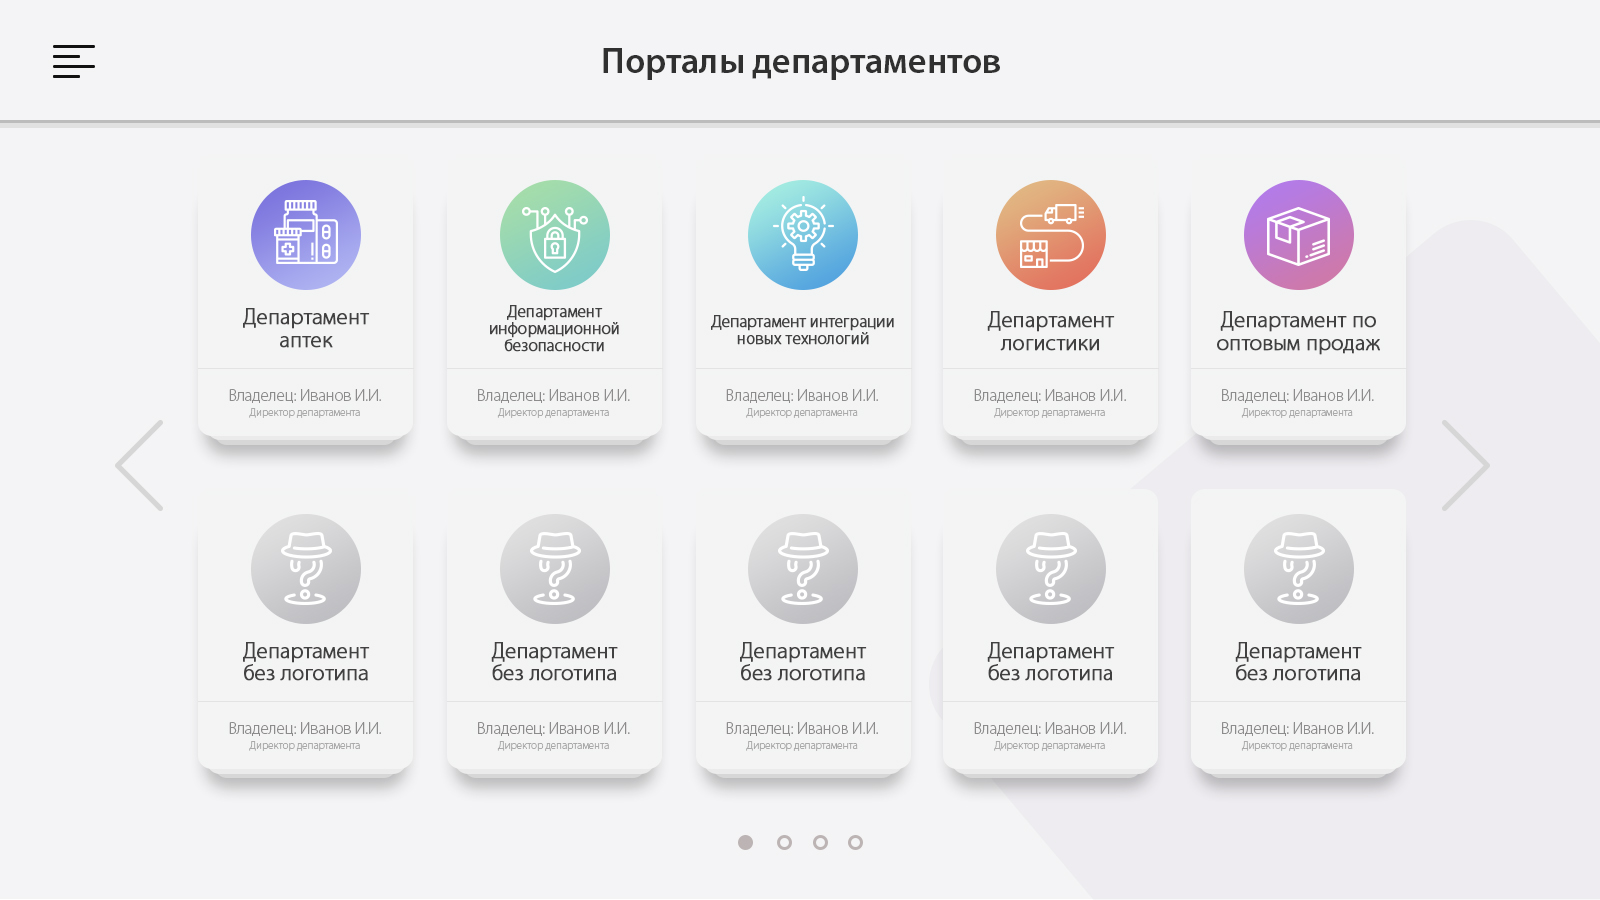 Порталы департаментов
Департамент
аптек
Владелец: Иванов И.И.
Директор департамента
Департамент
информационной
безопасности
Владелец: Иванов И.И.
Директор департамента
Департамент интеграции
новых технологий
Владелец: Иванов И.И.
Директор департамента
Департамент
логистики
Владелец: Иванов И.И.
Директор департамента
Департамент по
оптовым продаж
Владелец: Иванов И.И.
Директор департамента
Департамент
без логотипа
Владелец: Иванов И.И.
Директор департамента
Департамент
без логотипа
Владелец: Иванов И.И.
Директор департамента
Департамент
без логотипа
Владелец: Иванов И.И.
Директор департамента
Департамент
без логотипа
Владелец: Иванов И.И.
Директор департамента
Департамент
без логотипа
Владелец: Иванов И.И.
Директор департамента